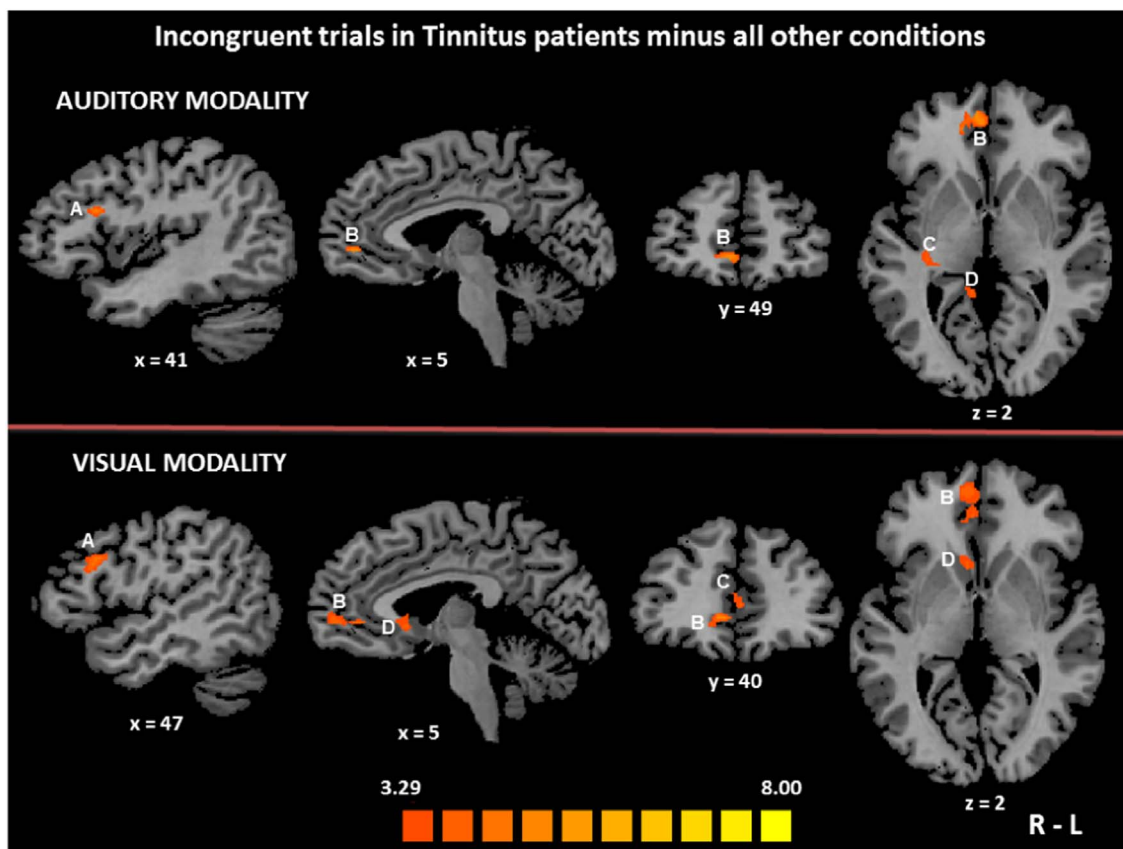 Incongruent trials in Tinnitus patients minus all other conditions
AUDITORY MODALITY
A
B
B
B
C
D
x = 41
x = 5
y = 49
z = 2
VISUAL MODALITY
A
B
D
C
B
B
D
x = 47
x = 5
y = 40
z = 2
3.29
8.00
R - L